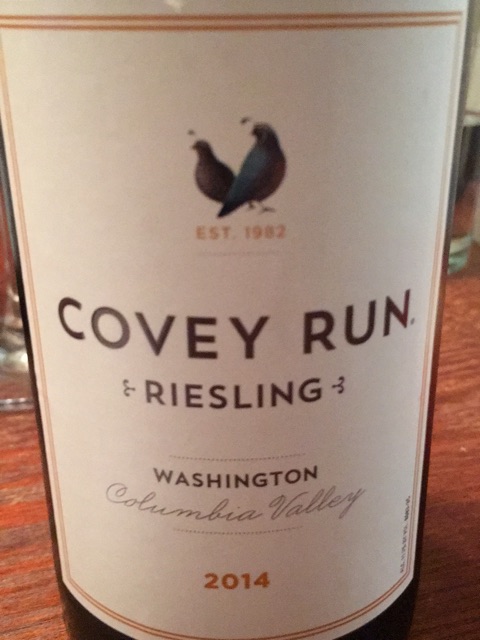 EST. 1982
COVEY RUN.
RIESLING
WASHINGTON
Columbia Valley
2014